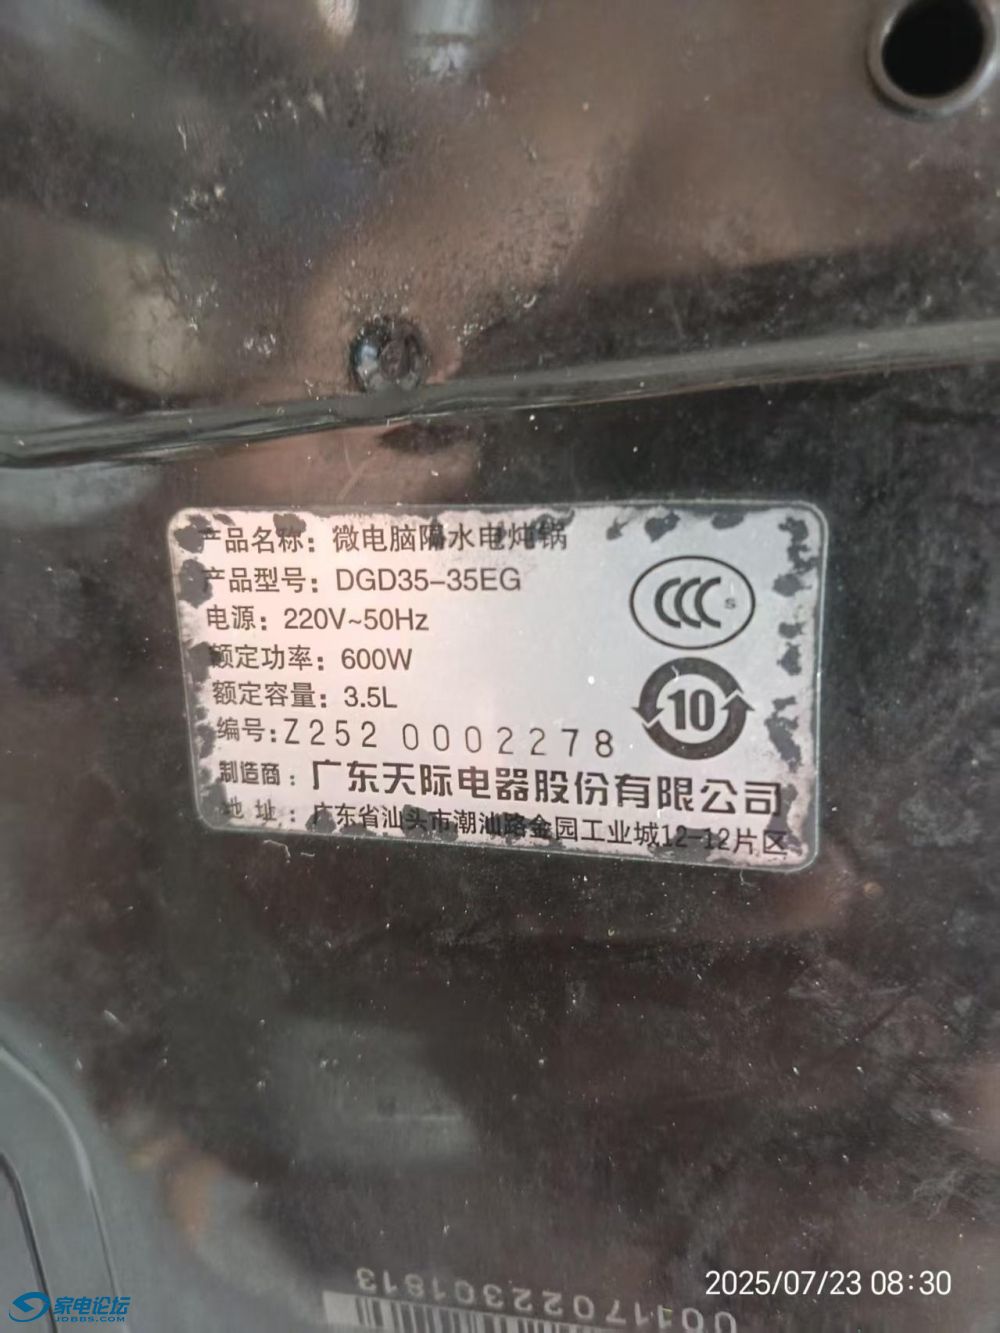 产品名称：微电脑隔水电炖锅
产品型号：DGD35-35EG
电源：220V~50Hz
额定功率：600W
额定容量：3.5L
编号:Z252 0002278
制造商：广东天际电器股份有限公司
地址：广东省汕头市潮汕路金园工业城12-12片区
CCC S
10
00117022301813
2025/07/23 08:30
家电论坛
JDBBS.COM